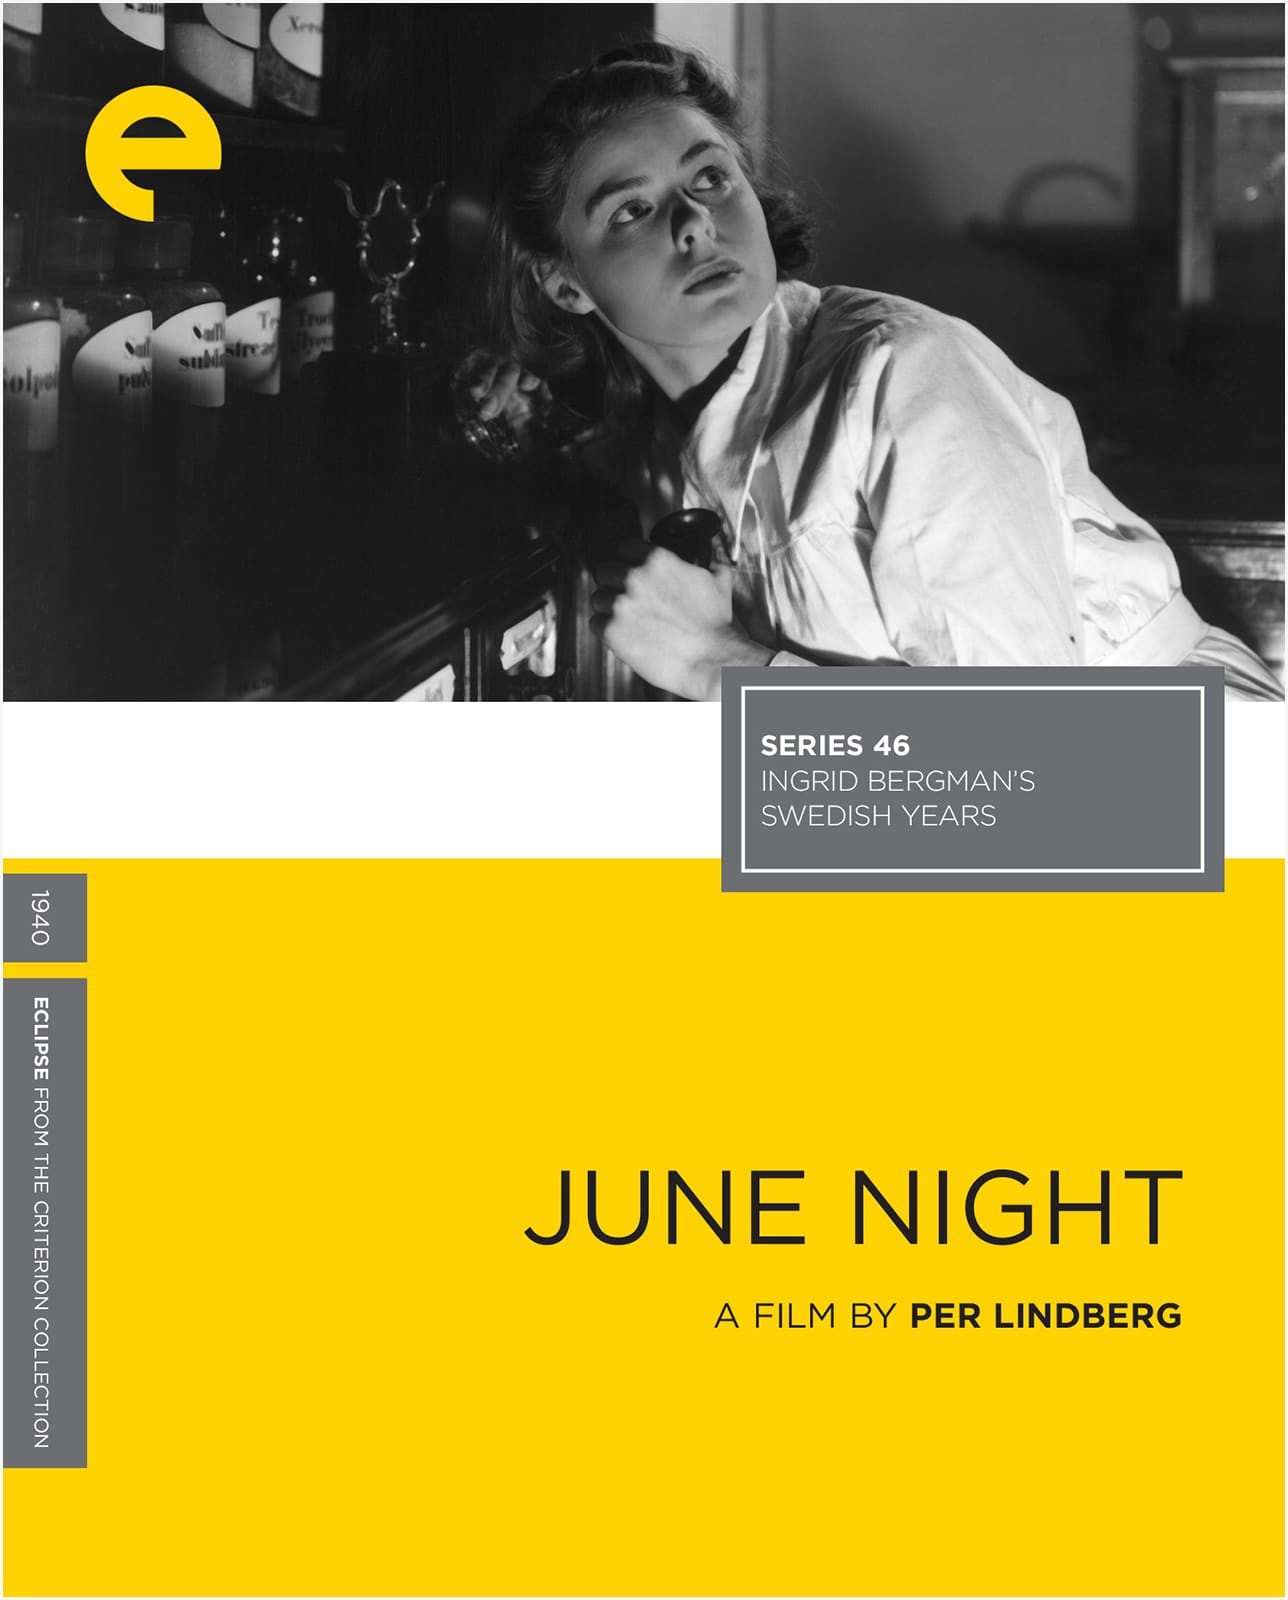 e
SERIES 46
INGRID BERGMAN'S
SWEDISH YEARS
1940
ECLIPSE FROM THE CRITERION COLLECTION
JUNE NIGHT
A FILM BY PER LINDBERG